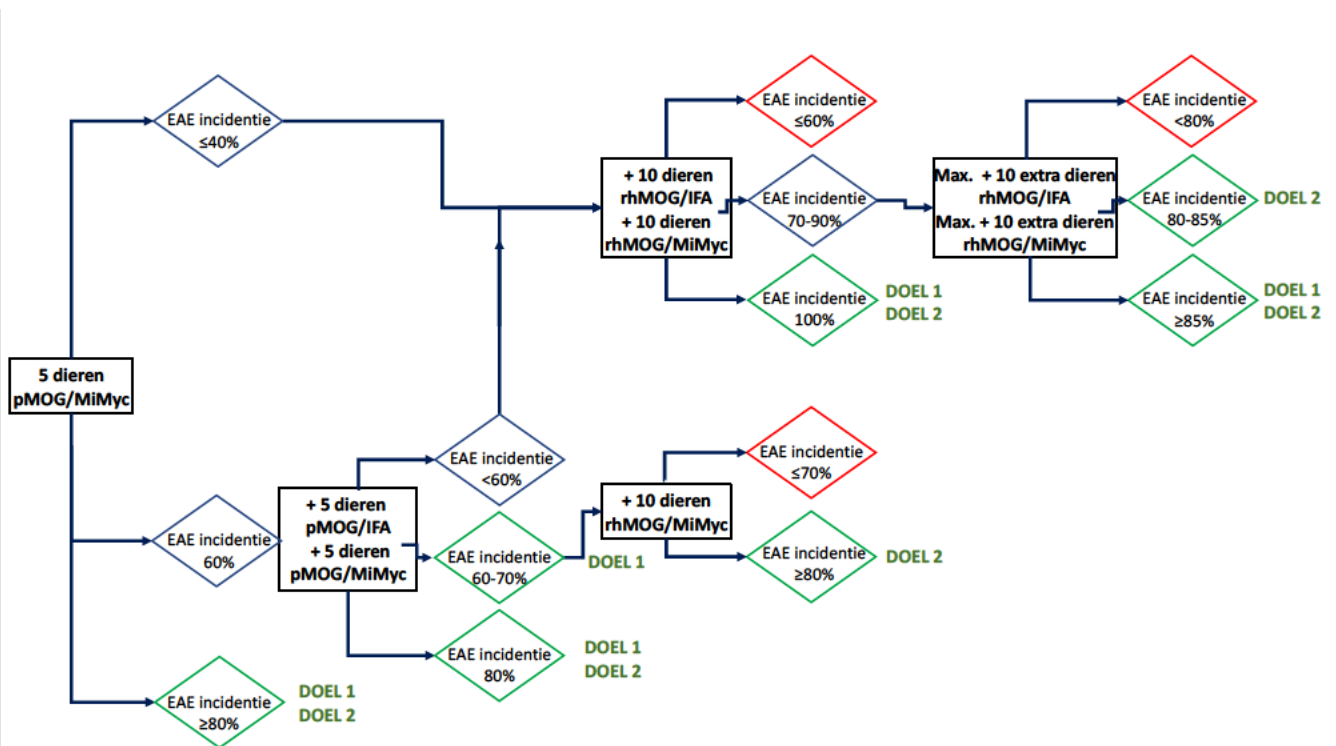 EAE incidentie
≤40%
5 dieren
pMOG/MiMyc
EAE incidentie
60%
EAE incidentie
≥80%
DOEL 1
DOEL 2
+ 5 dieren
pMOG/IFA
+ 5 dieren
pMOG/MiMyc
EAE incidentie
<60%
EAE incidentie
60-70%
DOEL 1
EAE incidentie
80%
DOEL 1
DOEL 2
+ 10 dieren
rhMOG/IFA
+ 10 dieren
rhMOG/MiMyc
EAE incidentie
≤60%
EAE incidentie
70-90%
EAE incidentie
100%
DOEL 1
DOEL 2
+ 10 dieren
rhMOG/MiMyc
EAE incidentie
≤70%
EAE incidentie
≥80%
DOEL 2
Max. + 10 extra dieren
rhMOG/IFA
Max. + 10 extra dieren
rhMOG/MiMyc
EAE incidentie
<80%
EAE incidentie
80-85%
DOEL 2
EAE incidentie
≥85%
DOEL 1
DOEL 2